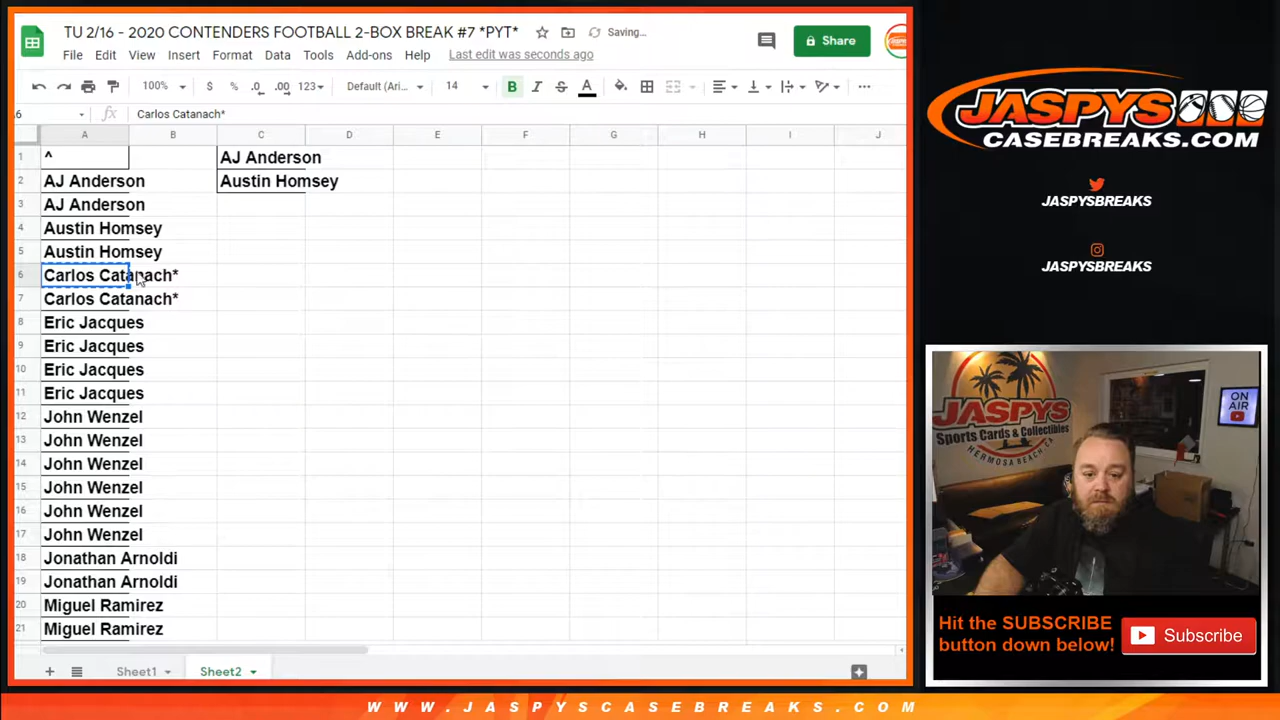 TU 2/16 - 2020 CONTENDERS FOOTBALL 2-BOX BREAK #7 *PYT*
Saving...
File Edit View Insert Format Data Tools Add-ons Help Last edit was seconds ago
Share
100% $ % .0 .00 123 Default (Ari... 14 B I S A
6 fx Carlos Catanach*
A B C D E F G H I J
1 ^ AJ Anderson
2 AJ Anderson Austin Homsey
3 AJ Anderson
4 Austin Homsey
5 Austin Homsey
6 Carlos Catanach*
7 Carlos Catanach*
8 Eric Jacques
9 Eric Jacques
10 Eric Jacques
11 Eric Jacques
12 John Wenzel
13 John Wenzel
14 John Wenzel
15 John Wenzel
16 John Wenzel
17 John Wenzel
18 Jonathan Arnoldi
19 Jonathan Arnoldi
20 Miguel Ramirez
21 Miguel Ramirez
Sheet1 Sheet2
JASPYS
CASEBREAKS.COM
JASPYSBREAKS
JASPYSBREAKS
JASPYS
Sports Cards & Collectibles
HERMOSA BEACH, CA
ON
AIR
Hit the SUBSCRIBE
button down below!
Subscribe
WWW.JASPYSCASEBREAKS.COM